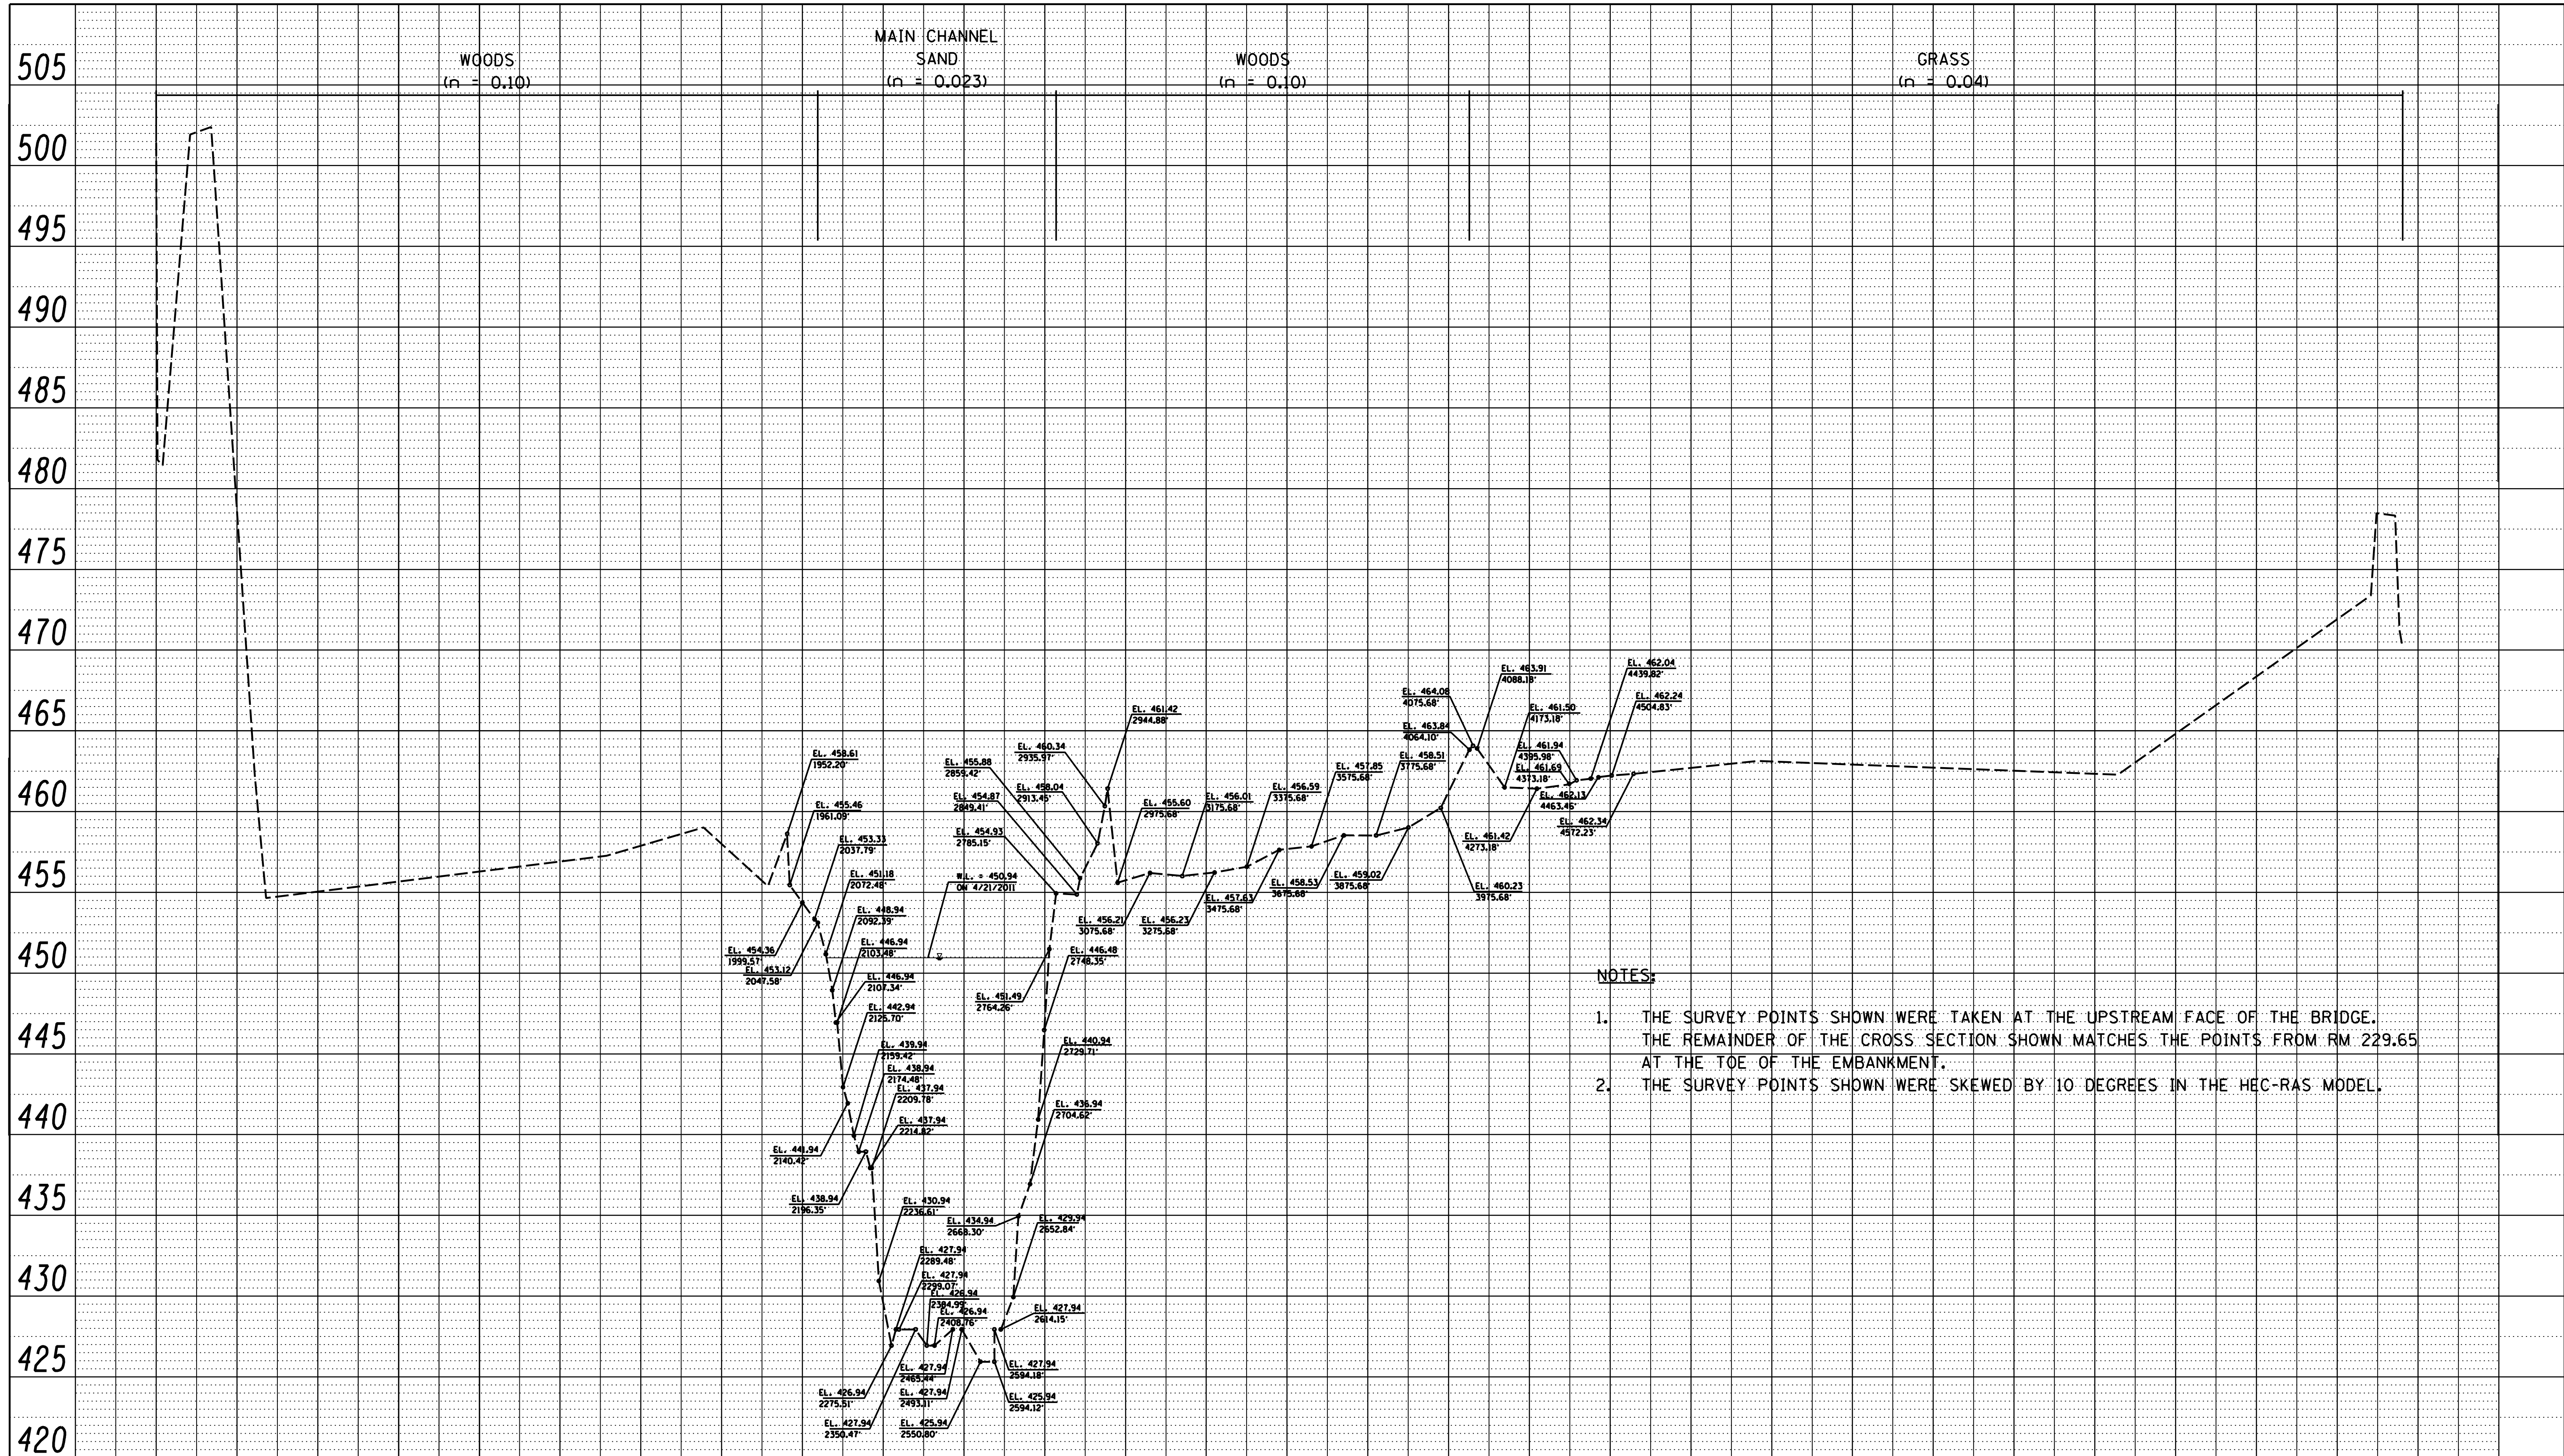 MAIN CHANNEL
WOODS
SAND
WOODS
GRASS
(n = 0.10)
(n = 0.023)
(n = 0.10)
(n = 0.04)
505
500
495
490
485
480
475
470
465
460
455
450
445
440
435
430
425
420
EL. 458.61
1952.20'
EL. 455.46
1961.09'
EL. 453.33
2037.79'
EL. 451.18
2072.48'
EL. 448.94
2092.39'
EL. 446.94
2103.48'
EL. 446.94
2107.34'
EL. 442.94
2125.70'
EL. 439.94
2159.42'
EL. 438.94
2174.48'
EL. 437.94
2209.78'
EL. 437.94
2214.82'
EL. 454.36
1999.57'
EL. 453.12
2047.58'
EL. 441.94
2140.42'
EL. 438.94
2196.35'
EL. 430.94
2236.61'
EL. 427.94
2289.48'
EL. 427.94
2299.07'
EL. 426.94
2384.99'
EL. 426.94
2408.76'
EL. 427.94
2465.44'
EL. 427.94
2493.11'
EL. 426.94
2275.51'
EL. 427.94
2350.47'
EL. 425.94
2550.80'
EL. 425.94
2594.12'
EL. 427.94
2594.18'
EL. 427.94
2614.15'
EL. 429.94
2652.84'
EL. 434.94
2668.30'
EL. 436.94
2704.62'
EL. 440.94
2729.71'
EL. 446.48
2748.35'
EL. 451.49
2764.26'
W.L. = 450.94
ON 4/21/2011
EL. 454.93
2785.15'
EL. 454.87
2849.41'
EL. 455.88
2859.42'
EL. 458.04
2913.45'
EL. 460.34
2935.97'
EL. 461.42
2944.88'
EL. 455.60
2975.68'
EL. 456.21
3075.68'
EL. 456.01
3175.68'
EL. 456.23
3275.68'
EL. 456.59
3375.68'
EL. 457.63
3475.68'
EL. 457.85
3575.68'
EL. 458.53
3675.68'
EL. 458.51
3775.68'
EL. 459.02
3875.68'
EL. 460.23
3975.68'
EL. 463.84
4064.10'
EL. 464.08
4075.68'
EL. 463.91
4088.18'
EL. 461.50
4173.18'
EL. 461.42
4273.18'
EL. 461.69
4373.18'
EL. 461.94
4395.98'
EL. 462.04
4439.82'
EL. 462.13
4463.46'
EL. 462.24
4504.83'
EL. 462.34
4572.23'
NOTES:
1. THE SURVEY POINTS SHOWN WERE TAKEN AT THE UPSTREAM FACE OF THE BRIDGE.
THE REMAINDER OF THE CROSS SECTION SHOWN MATCHES THE POINTS FROM RM 229.65
AT THE TOE OF THE EMBANKMENT.
2. THE SURVEY POINTS SHOWN WERE SKEWED BY 10 DEGREES IN THE HEC-RAS MODEL.